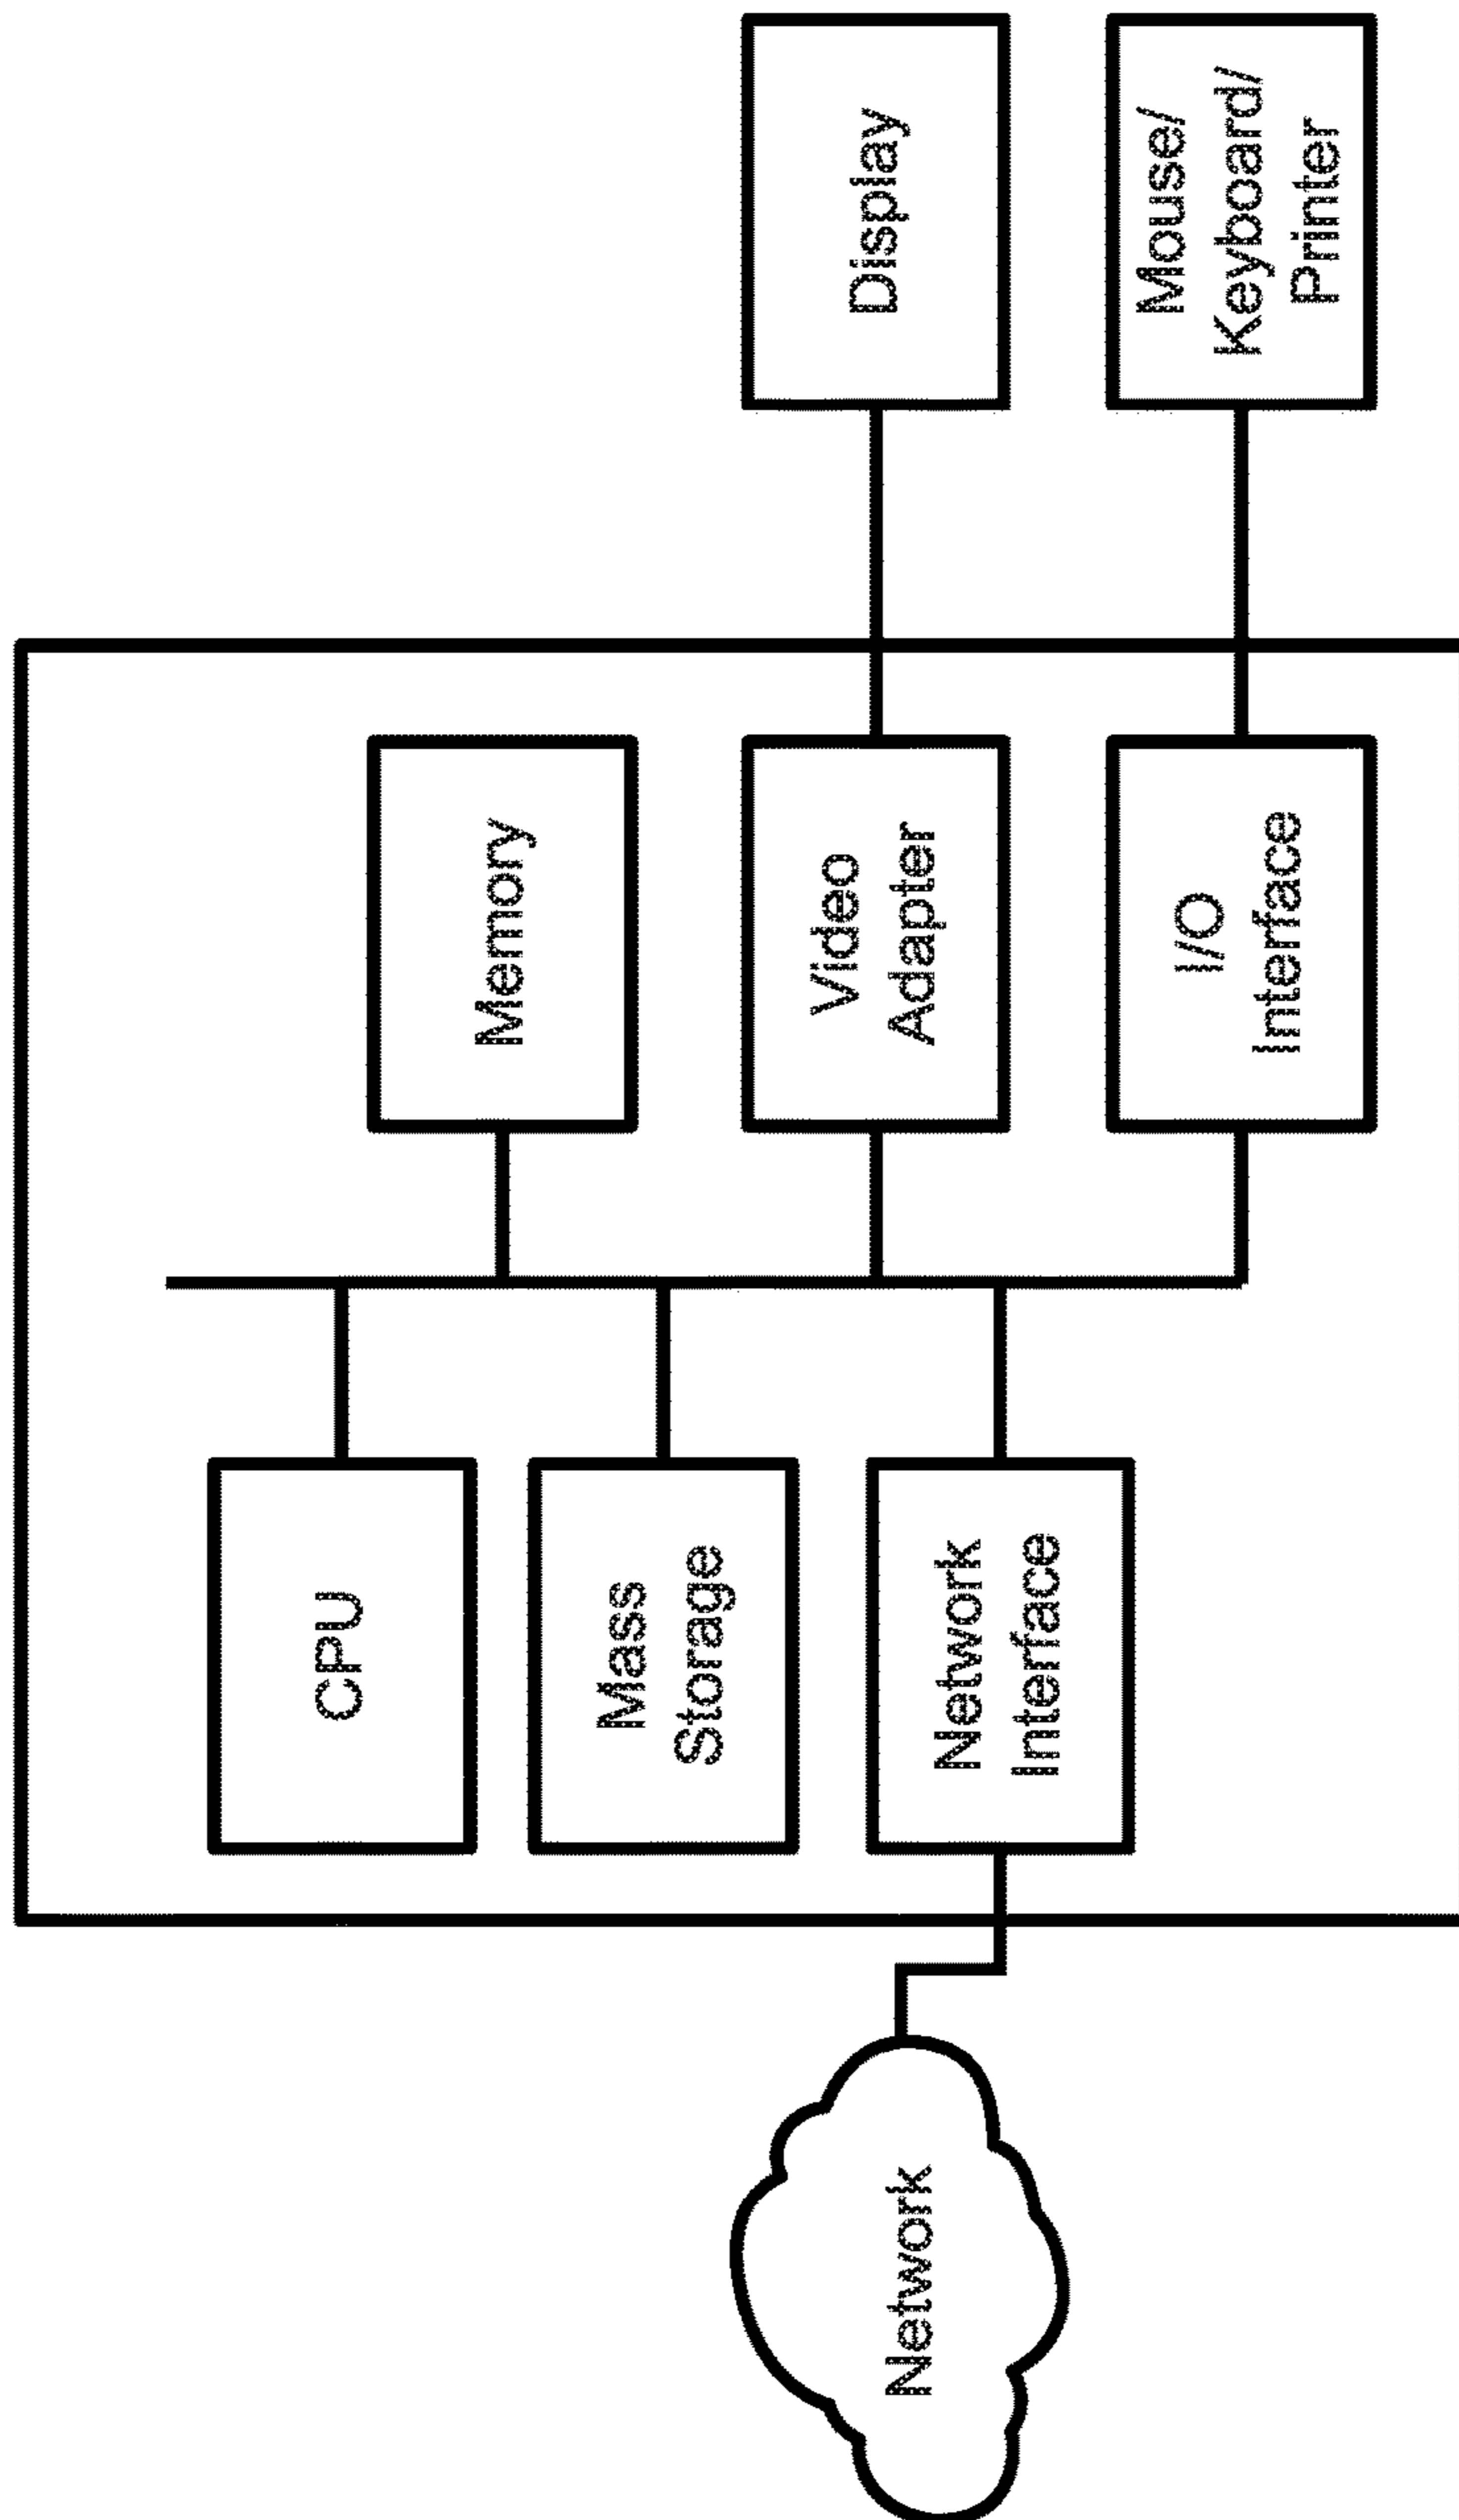 CPU
Memory
Mass
Storage
Video
Adapter
Display
Network
Network
Interface
I/O
Interface
Mouse/
Keyboard/
Printer